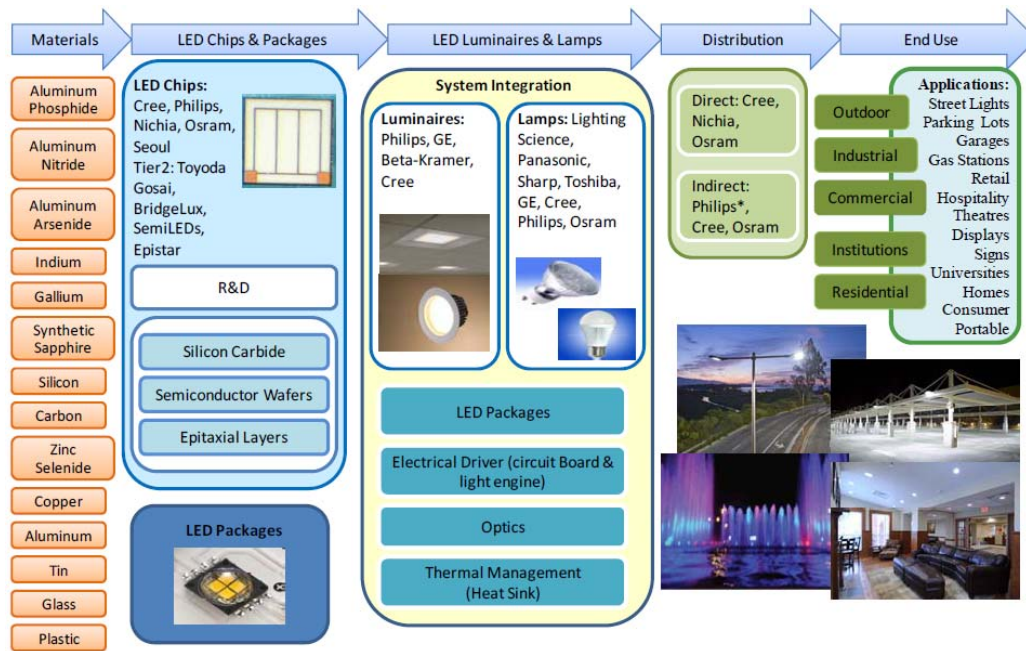 Materials
LED Chips & Packages
LED Luminaires & Lamps
Distribution
End Use
Aluminum
Phosphide
Aluminum
Nitride
Aluminum
Arsenide
Indium
Gallium
Synthetic
Sapphire
Silicon
Carbon
Zinc
Selenide
Copper
Aluminum
Tin
Glass
Plastic
LED Chips:
Cree, Philips,
Nichia, Osram,
Seoul
Tier2: Toyoda
Gosai,
BridgeLux,
SemiLEDs,
Epistar
R&D
Silicon Carbide
Semiconductor Wafers
Epitaxial Layers
LED Packages
System Integration
Luminaires:
Philips, GE,
Beta-Kramer,
Cree
Lamps: Lighting
Science,
Panasonic,
Sharp, Toshiba,
GE, Cree,
Philips, Osram
LED Packages
Electrical Driver (circuit Board &
light engine)
Optics
Thermal Management
(Heat Sink)
Direct: Cree,
Nichia,
Osram
Indirect:
Philips*,
Cree, Osram
Outdoor
Industrial
Commercial
Institutions
Residential
Applications:
Street Lights
Parking Lots
Garages
Gas Stations
Retail
Hospitality
Theatres
Displays
Signs
Universities
Homes
Consumer
Portable